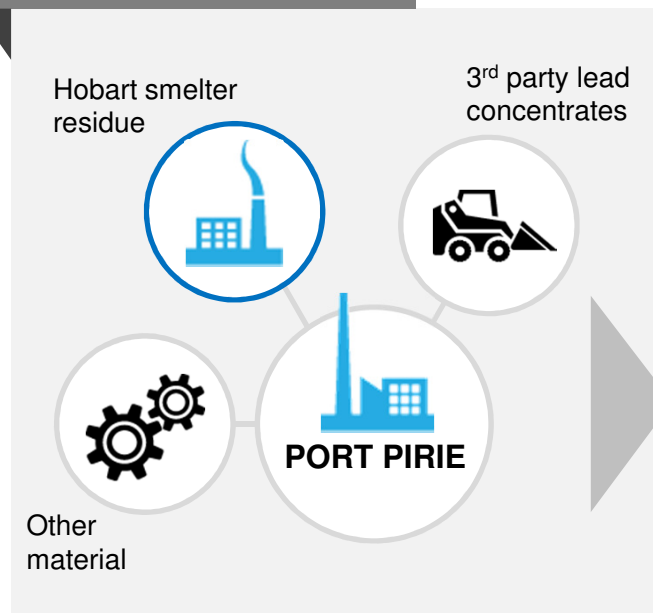 Hobart smelter
residue
3rd party lead
concentrates
PORT PIRIE
Other
material